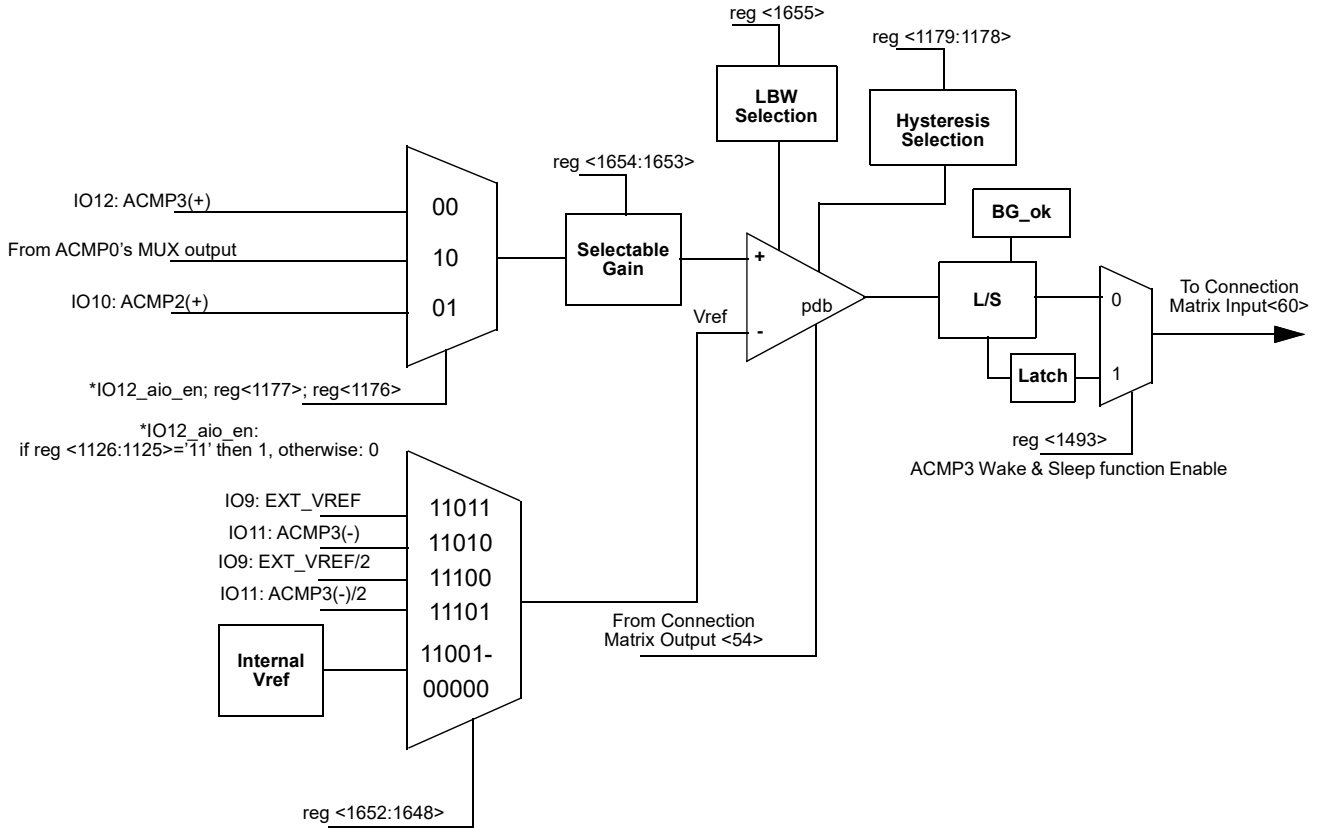 reg <1655>
reg <1179:1178>
LBW
Selection
Hysteresis
Selection
reg <1654:1653>
IO12: ACMP3(+)
00
From ACMP0's MUX output
10
IO10: ACMP2(+)
01
Selectable
Gain
BG_ok
+
L/S
0
To Connection
Matrix Input<60>
pdb
Vref
-
Latch
1
*IO12_aio_en; reg<1177>; reg<1176>
*IO12_aio_en:
if reg <1126:1125>='11' then 1, otherwise: 0
reg <1493>
ACMP3 Wake & Sleep function Enable
IO9: EXT_VREF
11011
IO11: ACMP3(-)
11010
IO9: EXT_VREF/2
11100
IO11: ACMP3(-)/2
11101
From Connection
Matrix Output <54>
Internal
Vref
11001-
00000
reg <1652:1648>